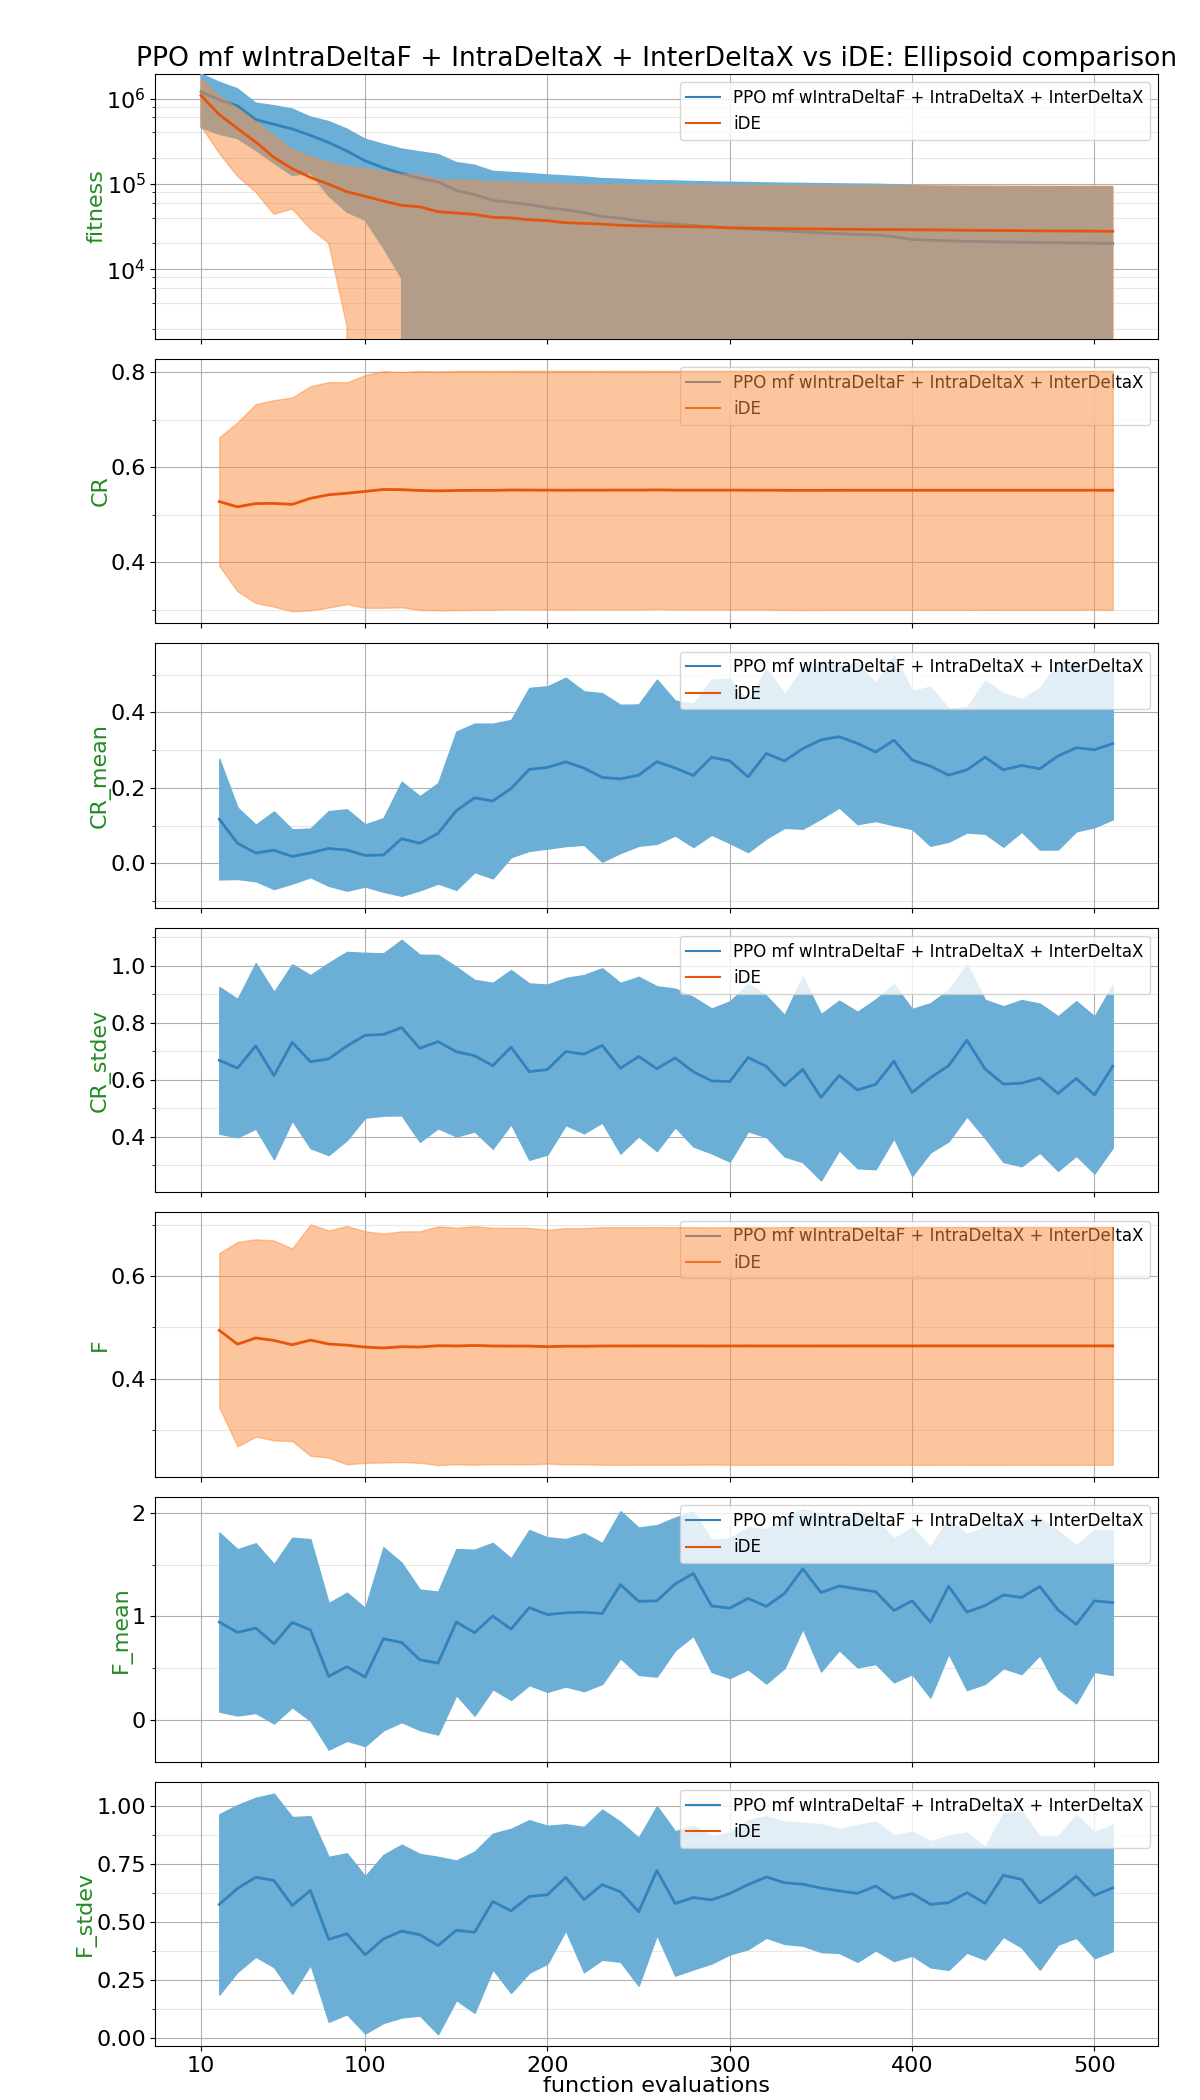 PPO mf wIntraDeltaF + IntraDeltaX + InterDeltaX vs iDE: Ellipsoid comparison
PPO mf wIntraDeltaF + IntraDeltaX + InterDeltaX
iDE
10^6
10^5
10^4
fitness
PPO mf wIntraDeltaF + IntraDeltaX + InterDeltaX
iDE
0.8
0.6
0.4
CR
PPO mf wIntraDeltaF + IntraDeltaX + InterDeltaX
iDE
0.4
0.2
0.0
CR_mean
PPO mf wIntraDeltaF + IntraDeltaX + InterDeltaX
iDE
1.0
0.8
0.6
0.4
CR_stdev
PPO mf wIntraDeltaF + IntraDeltaX + InterDeltaX
iDE
0.6
0.4
F
PPO mf wIntraDeltaF + IntraDeltaX + InterDeltaX
iDE
2
1
0
F_mean
PPO mf wIntraDeltaF + IntraDeltaX + InterDeltaX
iDE
1.00
0.75
0.50
0.25
0.00
F_stdev
10 100 200 300 400 500
function evaluations